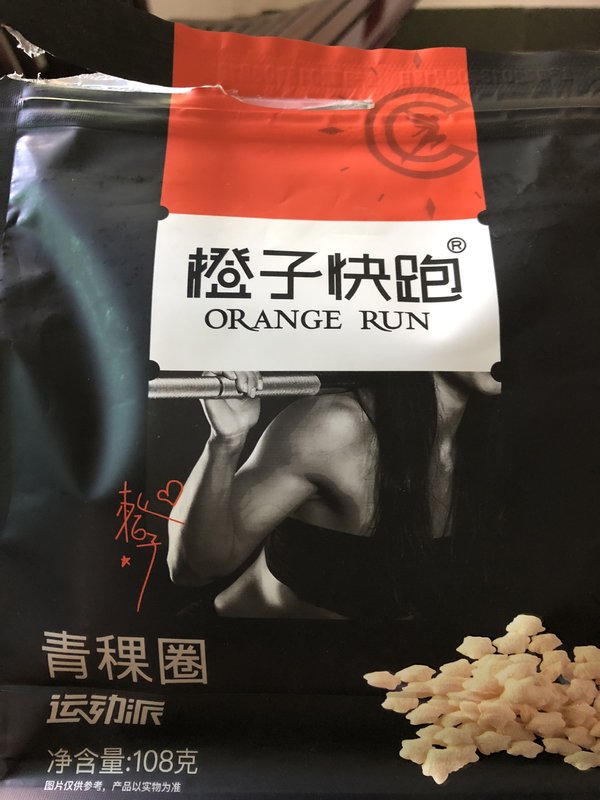 橙子快跑®
ORANGE RUN
青稞圈
运动派
净含量:108克
图片仅供参考，产品以实物为准